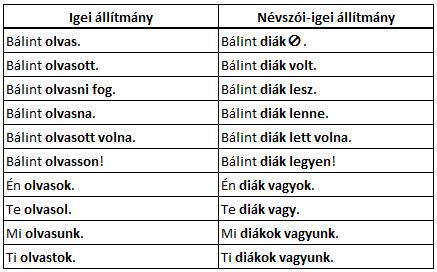 Igei állítmány Névszói-igei állítmány
Bálint olvas. Bálint diák ⃠ .
Bálint olvasott. Bálint diák volt.
Bálint olvasni fog. Bálint diák lesz.
Bálint olvasna. Bálint diák lenne.
Bálint olvasott volna. Bálint diák lett volna.
Bálint olvasson! Bálint diák legyen!
Én olvasok. Én diák vagyok.
Te olvasol. Te diák vagy.
Mi olvasunk. Mi diákok vagyunk.
Ti olvastok. Ti diákok vagyunk.